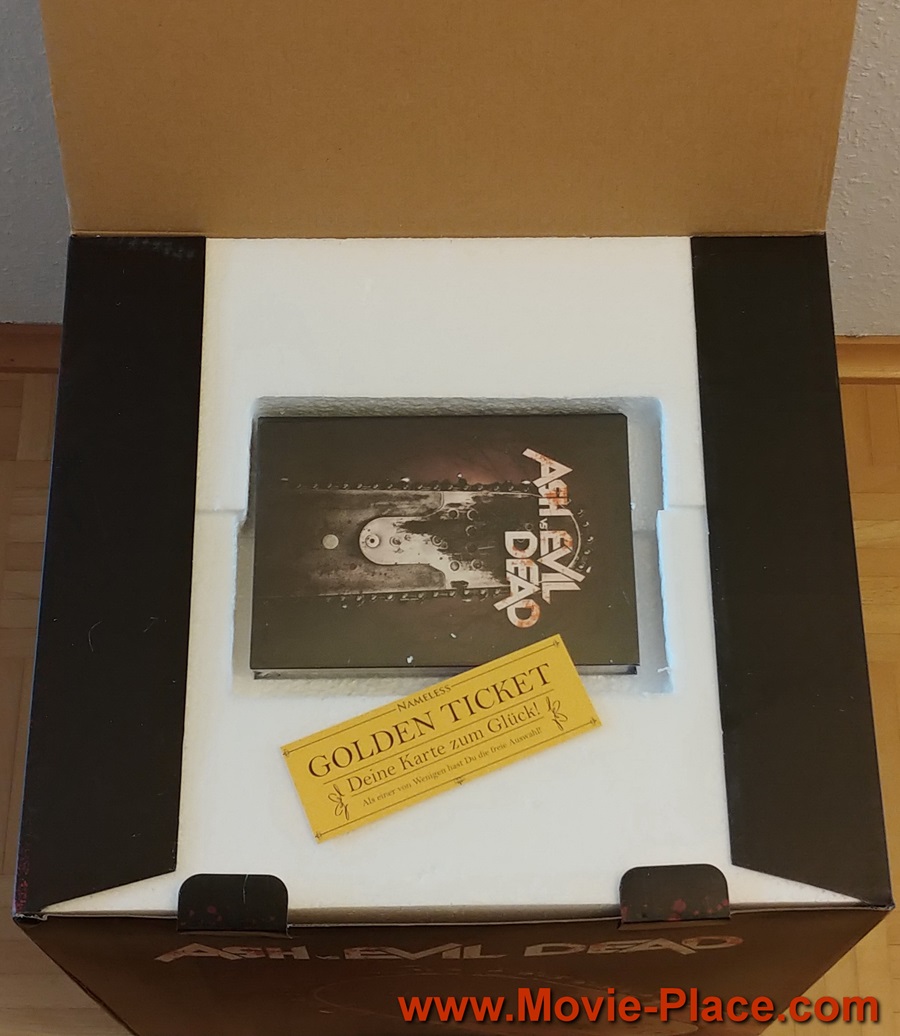 ASH vs EVIL
DEAD
NAMELESS
GOLDEN TICKET
Deine Karte zum Glück!
Als einer von Wenigen hast Du die freie Auswahl!
ASH vs EVIL DEAD
www.Movie-Place.com